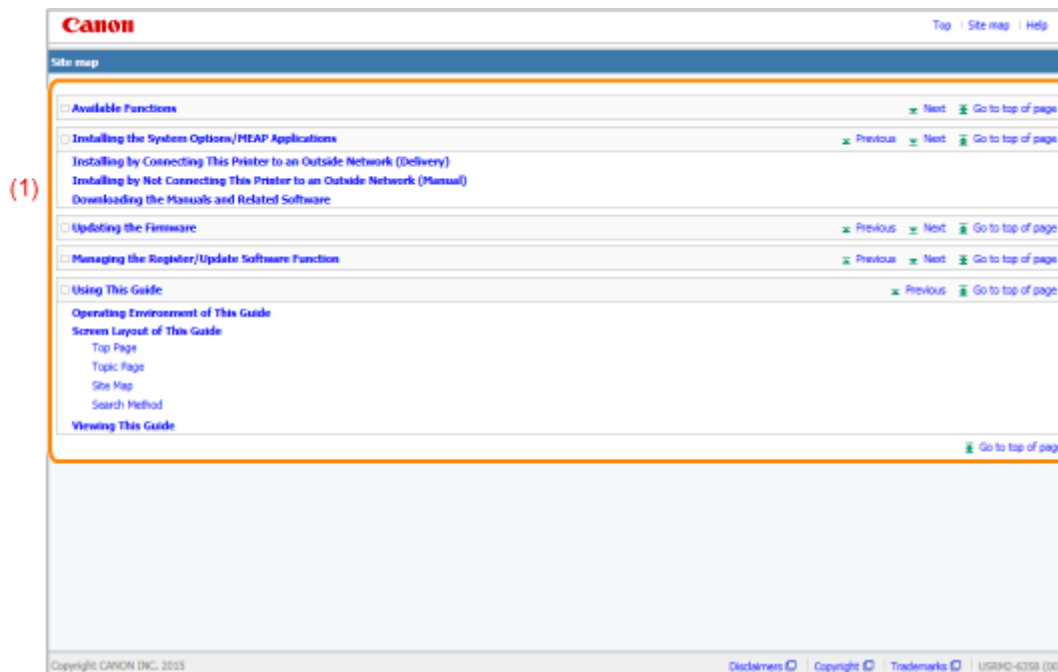 Canon
Top Site map Help
Site map
Available Functions Next Go to top of page
Installing the System Options/MEAP Applications Previous Next Go to top of page
Installing by Connecting This Printer to an Outside Network (Delivery)
Installing by Not Connecting This Printer to an Outside Network (Manual)
(1)
Downloading the Manuals and Related Software
Updating the Firmware Previous Next Go to top of page
Managing the Register/Update Software Function Previous Next Go to top of page
Using This Guide Previous Go to top of page
Operating Environment of This Guide
Screen Layout of This Guide
Top Page
Topic Page
Site Map
Search Method
Viewing This Guide
Go to top of pag
Copyright CANON INC. 2015 Disclaimers Copyright Trademarks USRM2-6358 (00